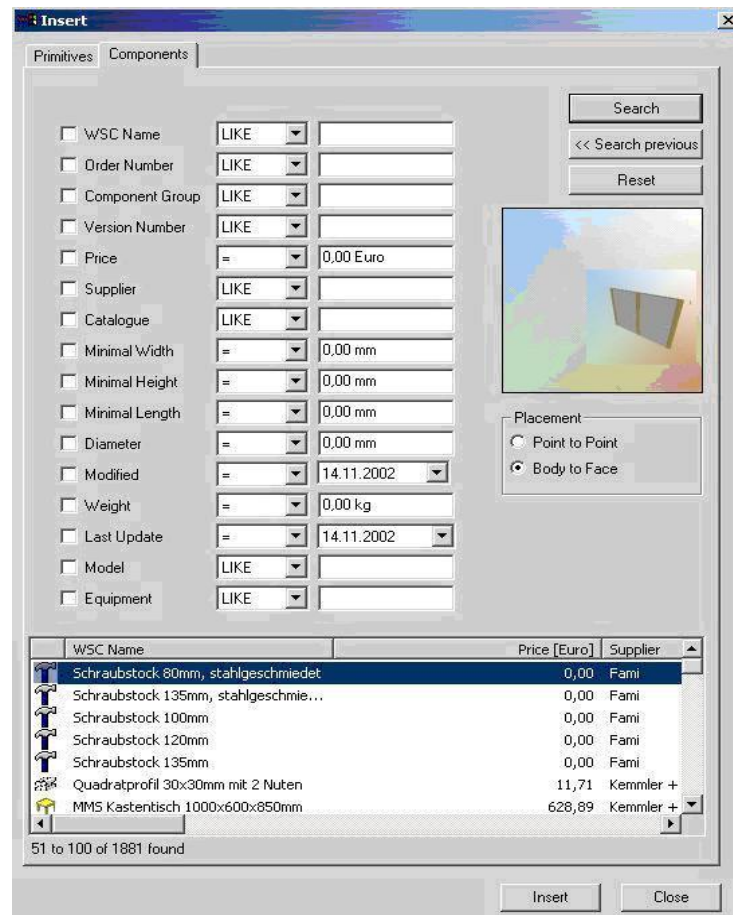 Insert
Primitives Components
Search
<< Search previous
Reset
WSC Name LIKE
Order Number LIKE
Component Group LIKE
Version Number LIKE
Price = 0,00 Euro
Supplier LIKE
Catalogue LIKE
Minimal Width = 0,00 mm
Minimal Height = 0,00 mm
Minimal Length = 0,00 mm
Diameter = 0,00 mm
Modified = 14.11.2002
Weight = 0,00 kg
Last Update = 14.11.2002
Model LIKE
Equipment LIKE
Placement
Point to Point
Body to Face
WSC Name Price [Euro] Supplier
Schraubstock 80mm, stahlgeschmiedet 0,00 Fami
Schraubstock 135mm, stahlgeschmie... 0,00 Fami
Schraubstock 100mm 0,00 Fami
Schraubstock 120mm 0,00 Fami
Schraubstock 135mm 0,00 Fami
Quadratprofil 30x30mm mit 2 Nuten 11,71 Kemmler +
MMS Kastentisch 1000x600x850mm 628,89 Kemmler +
51 to 100 of 1881 found
Insert Close